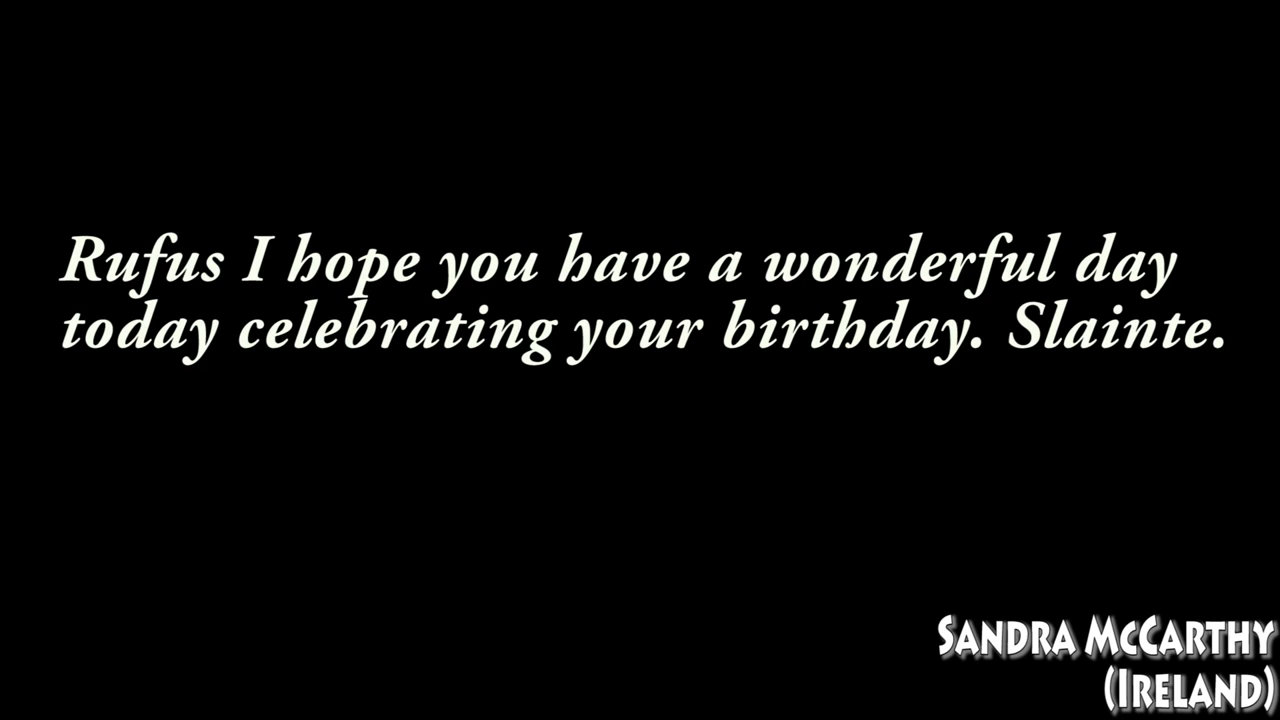 Rufus I hope you have a wonderful day
today celebrating your birthday. Slainte.
Sandra McCarthy
(Ireland)